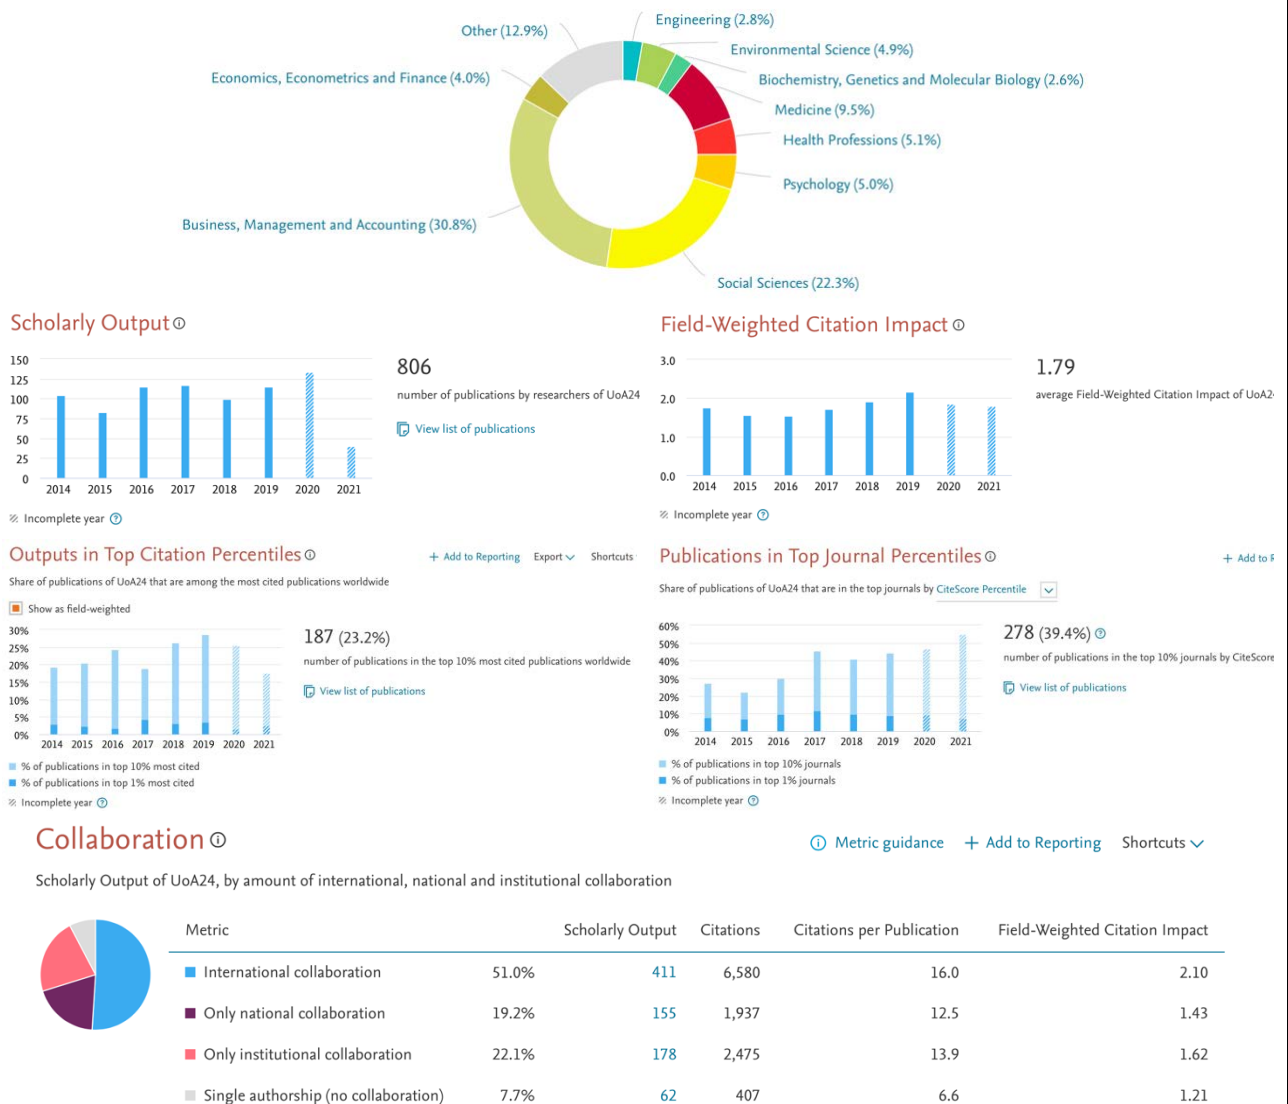 Engineering (2.8%)
Other (12.9%)
Environmental Science (4.9%)
Economics, Econometrics and Finance (4.0%)
Biochemistry, Genetics and Molecular Biology (2.6%)
Medicine (9.5%)
Health Professions (5.1%)
Psychology (5.0%)
Business, Management and Accounting (30.8%)
Social Sciences (22.3%)
Scholarly Output
150
125
100
75
50
25
0
2014 2015 2016 2017 2018 2019 2020 2021
Incomplete year
806
number of publications by researchers of UoA24
View list of publications
Field-Weighted Citation Impact
3.0
2.0
1.0
0.0
2014 2015 2016 2017 2018 2019 2020 2021
Incomplete year
1.79
average Field-Weighted Citation Impact of UoA2
Outputs in Top Citation Percentiles
+ Add to Reporting Export Shortcuts
Share of publications of UoA24 that are among the most cited publications worldwide
Show as field-weighted
30%
25%
20%
15%
10%
5%
0%
2014 2015 2016 2017 2018 2019 2020 2021
% of publications in top 10% most cited
% of publications in top 1% most cited
Incomplete year
187 (23.2%)
number of publications in the top 10% most cited publications worldwide
View list of publications
Publications in Top Journal Percentiles
+ Add to R
Share of publications of UoA24 that are in the top journals by CiteScore Percentile
60%
50%
40%
30%
20%
10%
0%
2014 2015 2016 2017 2018 2019 2020 2021
% of publications in top 10% journals
% of publications in top 1% journals
Incomplete year
278 (39.4%)
number of publications in the top 10% journals by CiteScore
View list of publications
Collaboration
Metric guidance + Add to Reporting Shortcuts
Scholarly Output of UoA24, by amount of international, national and institutional collaboration
Metric Scholarly Output Citations Citations per Publication Field-Weighted Citation Impact
International collaboration 51.0% 411 6,580 16.0 2.10
Only national collaboration 19.2% 155 1,937 12.5 1.43
Only institutional collaboration 22.1% 178 2,475 13.9 1.62
Single authorship (no collaboration) 7.7% 62 407 6.6 1.21